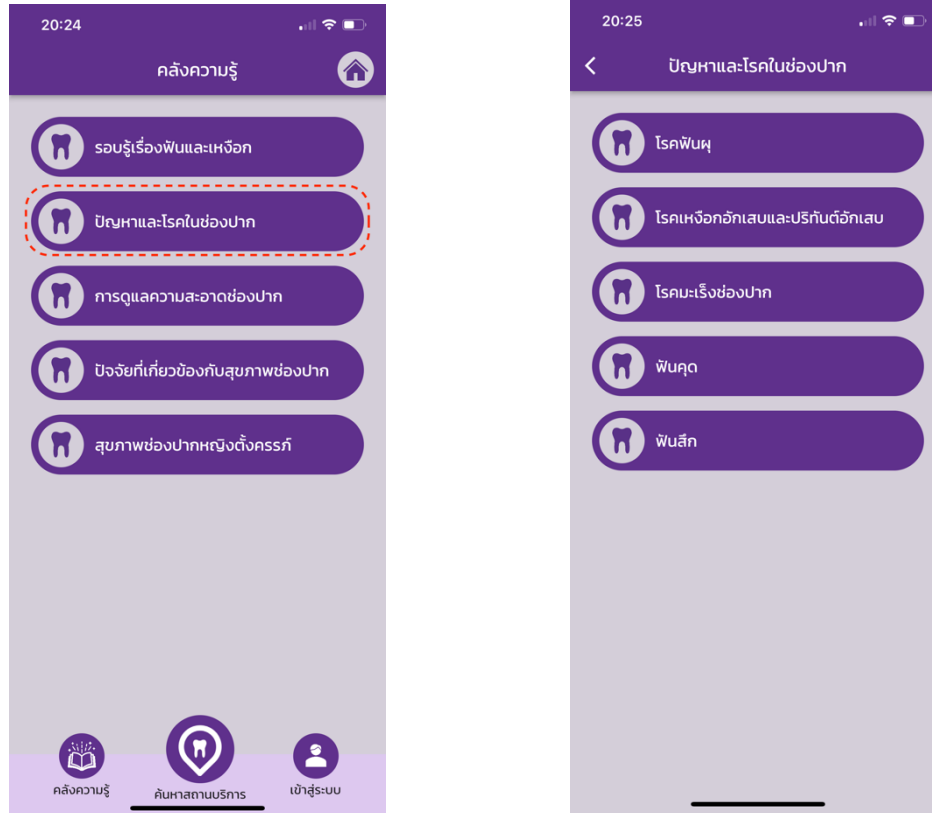 20:24
คลังความรู้
รอบรู้เรื่องฟันและเหงือก
ปัญหาและโรคในช่องปาก
การดูแลความสะอาดช่องปาก
ปัจจัยที่เกี่ยวข้องกับสุขภาพช่องปาก
สุขภาพช่องปากหญิงตั้งครรภ์
คลังความรู้
ค้นหาสถานบริการ
เข้าสู่ระบบ
20:25
ปัญหาและโรคในช่องปาก
โรคฟันผุ
โรคเหงือกอักเสบและปริทันต์อักเสบ
โรคมะเร็งช่องปาก
ฟันคุด
ฟันสึก